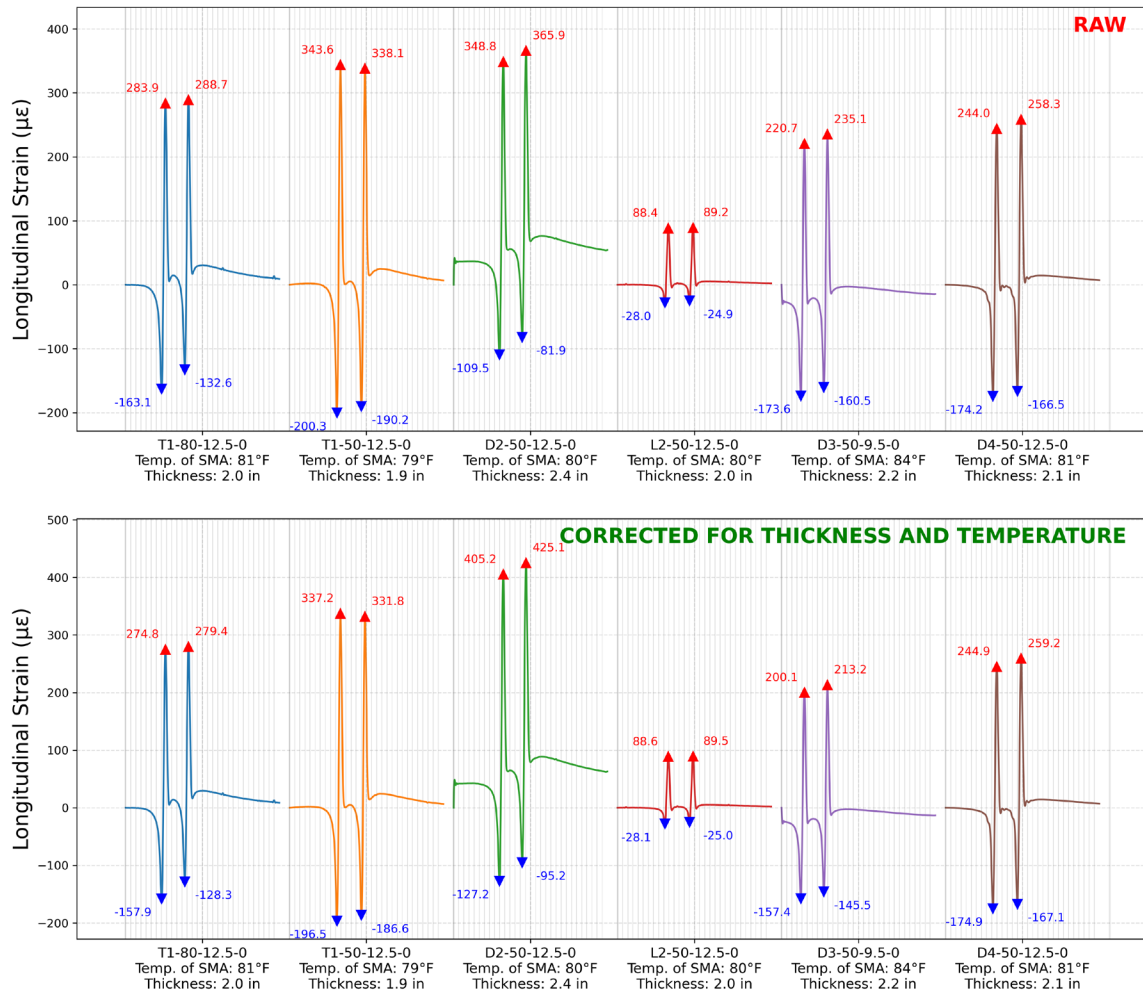 RAW
Longitudinal Strain (με)
400
300
200
100
0
−100
−200
283.9
288.7
343.6
338.1
348.8
365.9
88.4
89.2
220.7
235.1
244.0
258.3
-163.1
-132.6
-200.3
-190.2
-109.5
-81.9
-28.0
-24.9
-173.6
-160.5
-174.2
-166.5
T1-80-12.5-0
Temp. of SMA: 81°F
Thickness: 2.0 in
T1-50-12.5-0
Temp. of SMA: 79°F
Thickness: 1.9 in
D2-50-12.5-0
Temp. of SMA: 80°F
Thickness: 2.4 in
L2-50-12.5-0
Temp. of SMA: 80°F
Thickness: 2.0 in
D3-50-9.5-0
Temp. of SMA: 84°F
Thickness: 2.2 in
D4-50-12.5-0
Temp. of SMA: 81°F
Thickness: 2.1 in
CORRECTED FOR THICKNESS AND TEMPERATURE
Longitudinal Strain (με)
500
400
300
200
100
0
−100
−200
274.8
279.4
337.2
331.8
405.2
425.1
88.6
89.5
200.1
213.2
244.9
259.2
-157.9
-128.3
-196.5
-186.6
-127.2
-95.2
-28.1
-25.0
-157.4
-145.5
-174.9
-167.1
T1-80-12.5-0
Temp. of SMA: 81°F
Thickness: 2.0 in
T1-50-12.5-0
Temp. of SMA: 79°F
Thickness: 1.9 in
D2-50-12.5-0
Temp. of SMA: 80°F
Thickness: 2.4 in
L2-50-12.5-0
Temp. of SMA: 80°F
Thickness: 2.0 in
D3-50-9.5-0
Temp. of SMA: 84°F
Thickness: 2.2 in
D4-50-12.5-0
Temp. of SMA: 81°F
Thickness: 2.1 in